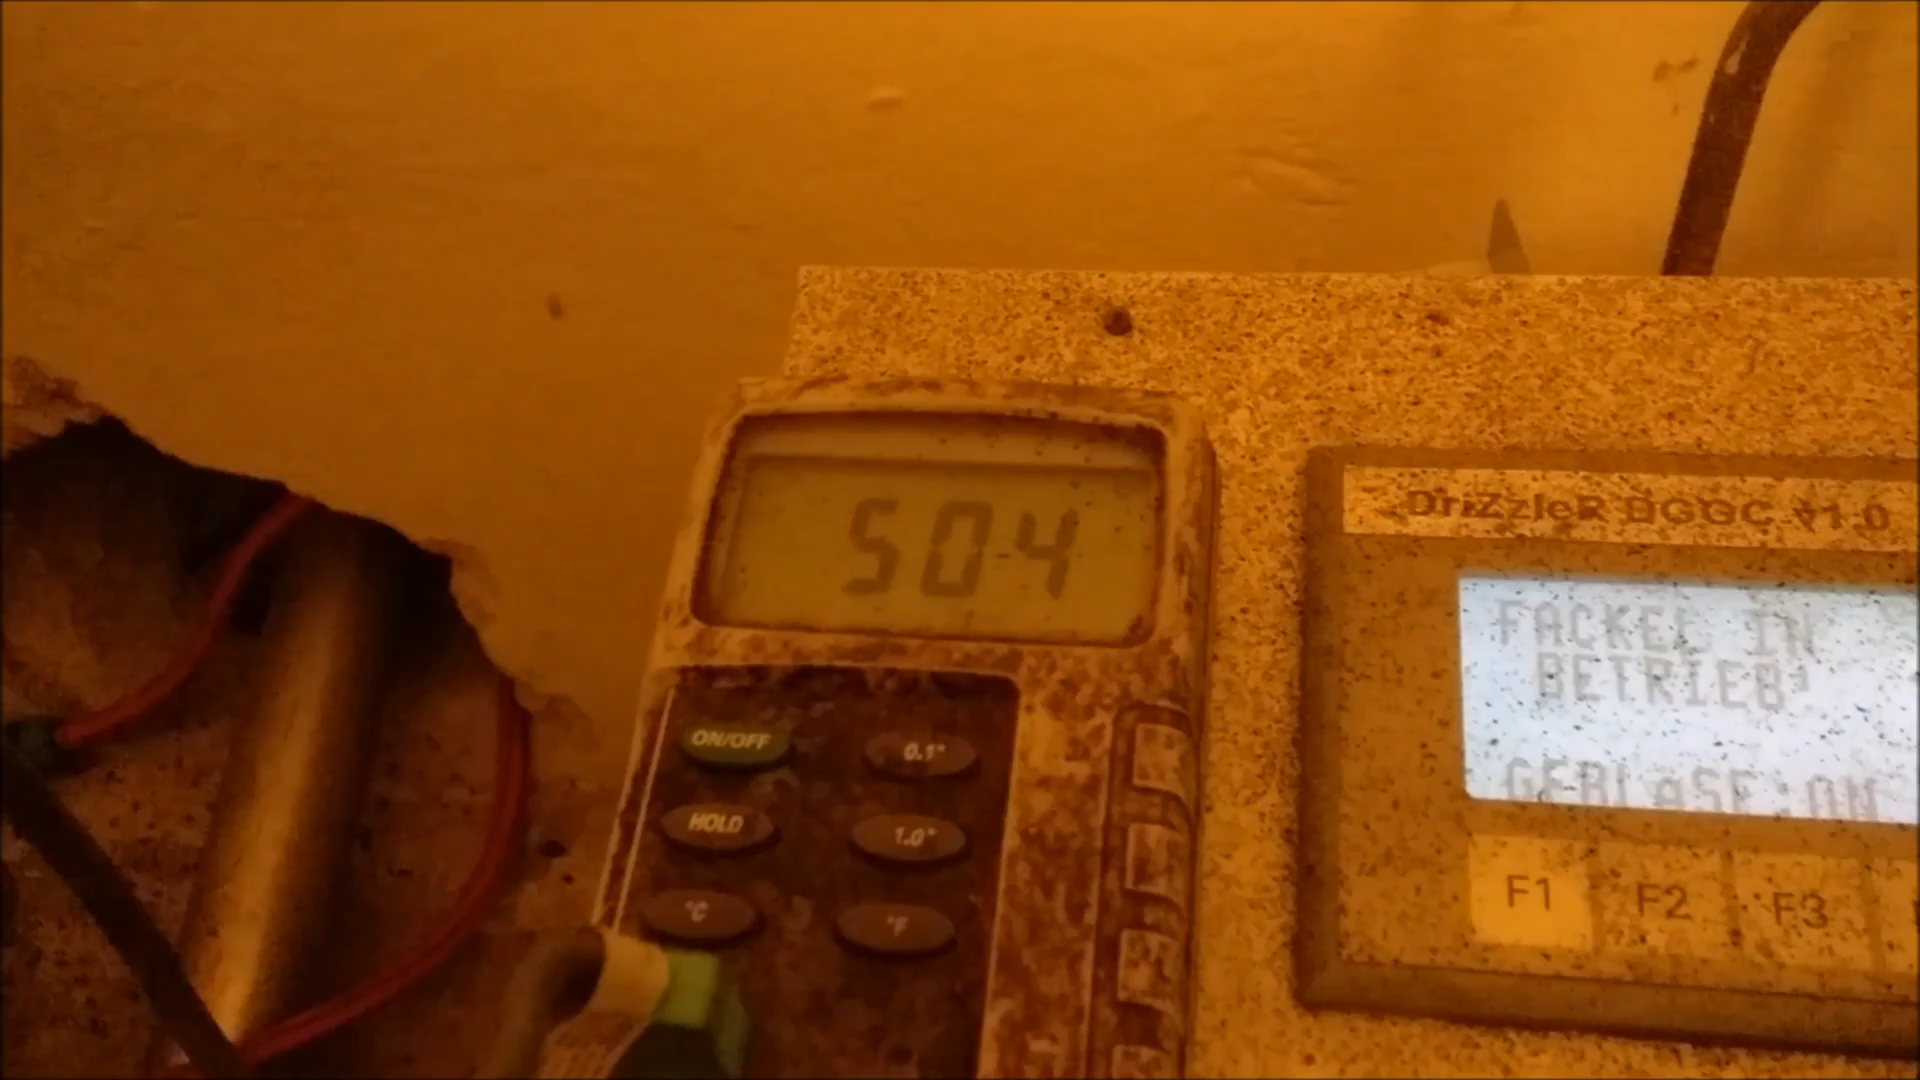 504
ON/OFF 0.1°
HOLD 1.0°
°C °F
DriZzleR DGGC V1.0
FACKEL IN
BETRIEB!
GEBLASE:ON
F1 F2 F3